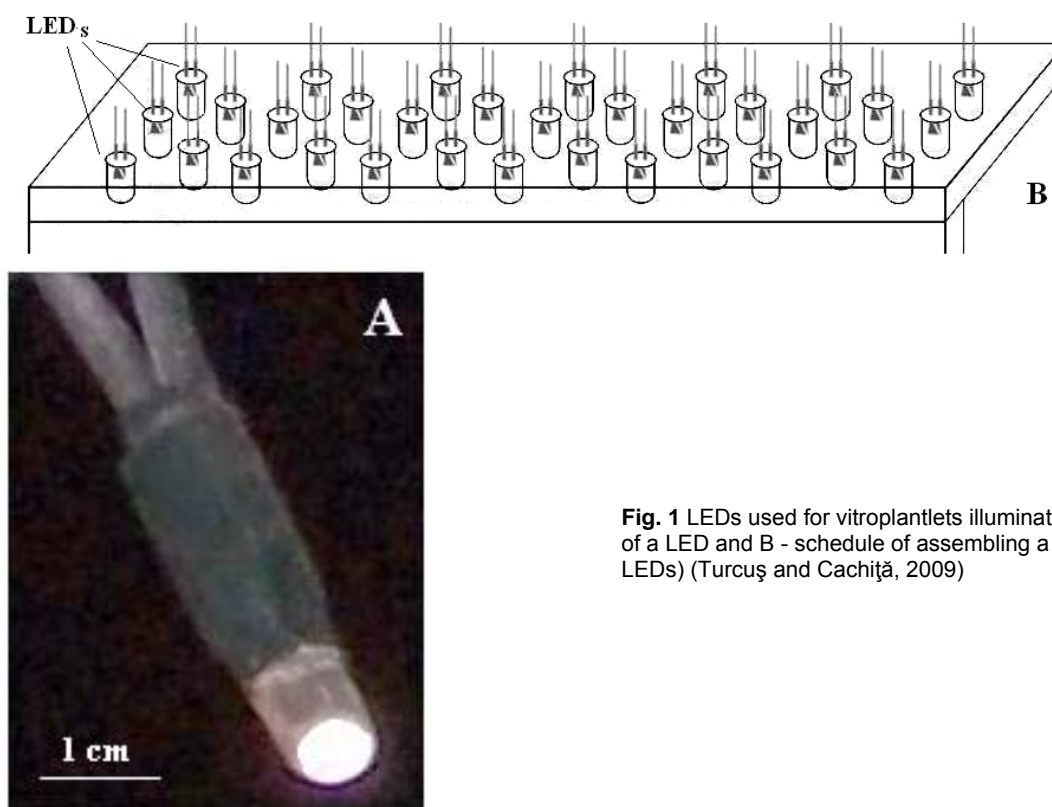 LEDs
B
A
1 cm
Fig. 1 LEDs used for vitroplantlets illuminat
of a LED and B - schedule of assembling a
LEDs) (Turcuş and Cachiţă, 2009)